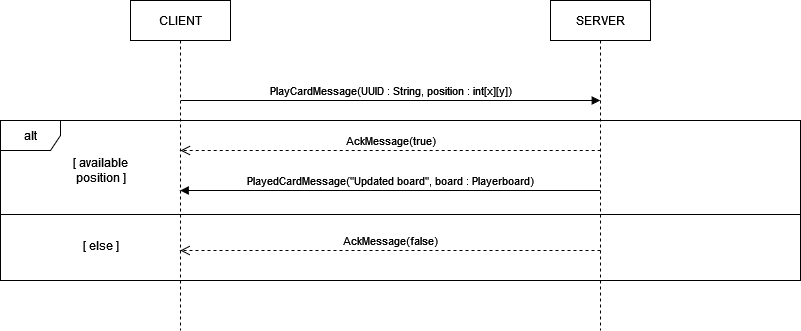 CLIENT
SERVER
PlayCardMessage(UUID : String, position : int[x][y])
alt
AckMessage(true)
[ available
position ]
PlayedCardMessage("Updated board", board : Playerboard)
[ else ]
AckMessage(false)